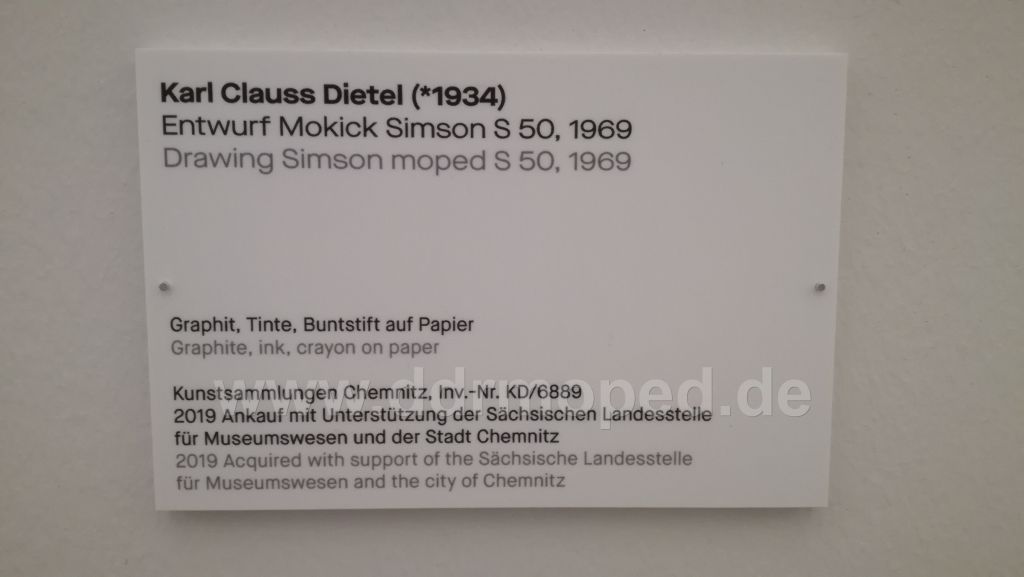 Karl Clauss Dietel (*1934)
Entwurf Mokick Simson S 50, 1969
Drawing Simson moped S 50, 1969
Graphit, Tinte, Buntstift auf Papier
Graphite, ink, crayon on paper
Kunstsammlungen Chemnitz, Inv.-Nr. KD/6889
www.ddrmoped.de
2019 Ankauf mit Unterstützung der Sächsischen Landesstelle
für Museumswesen und der Stadt Chemnitz
2019 Acquired with support of the Sächsische Landesstelle
für Museumswesen and the city of Chemnitz